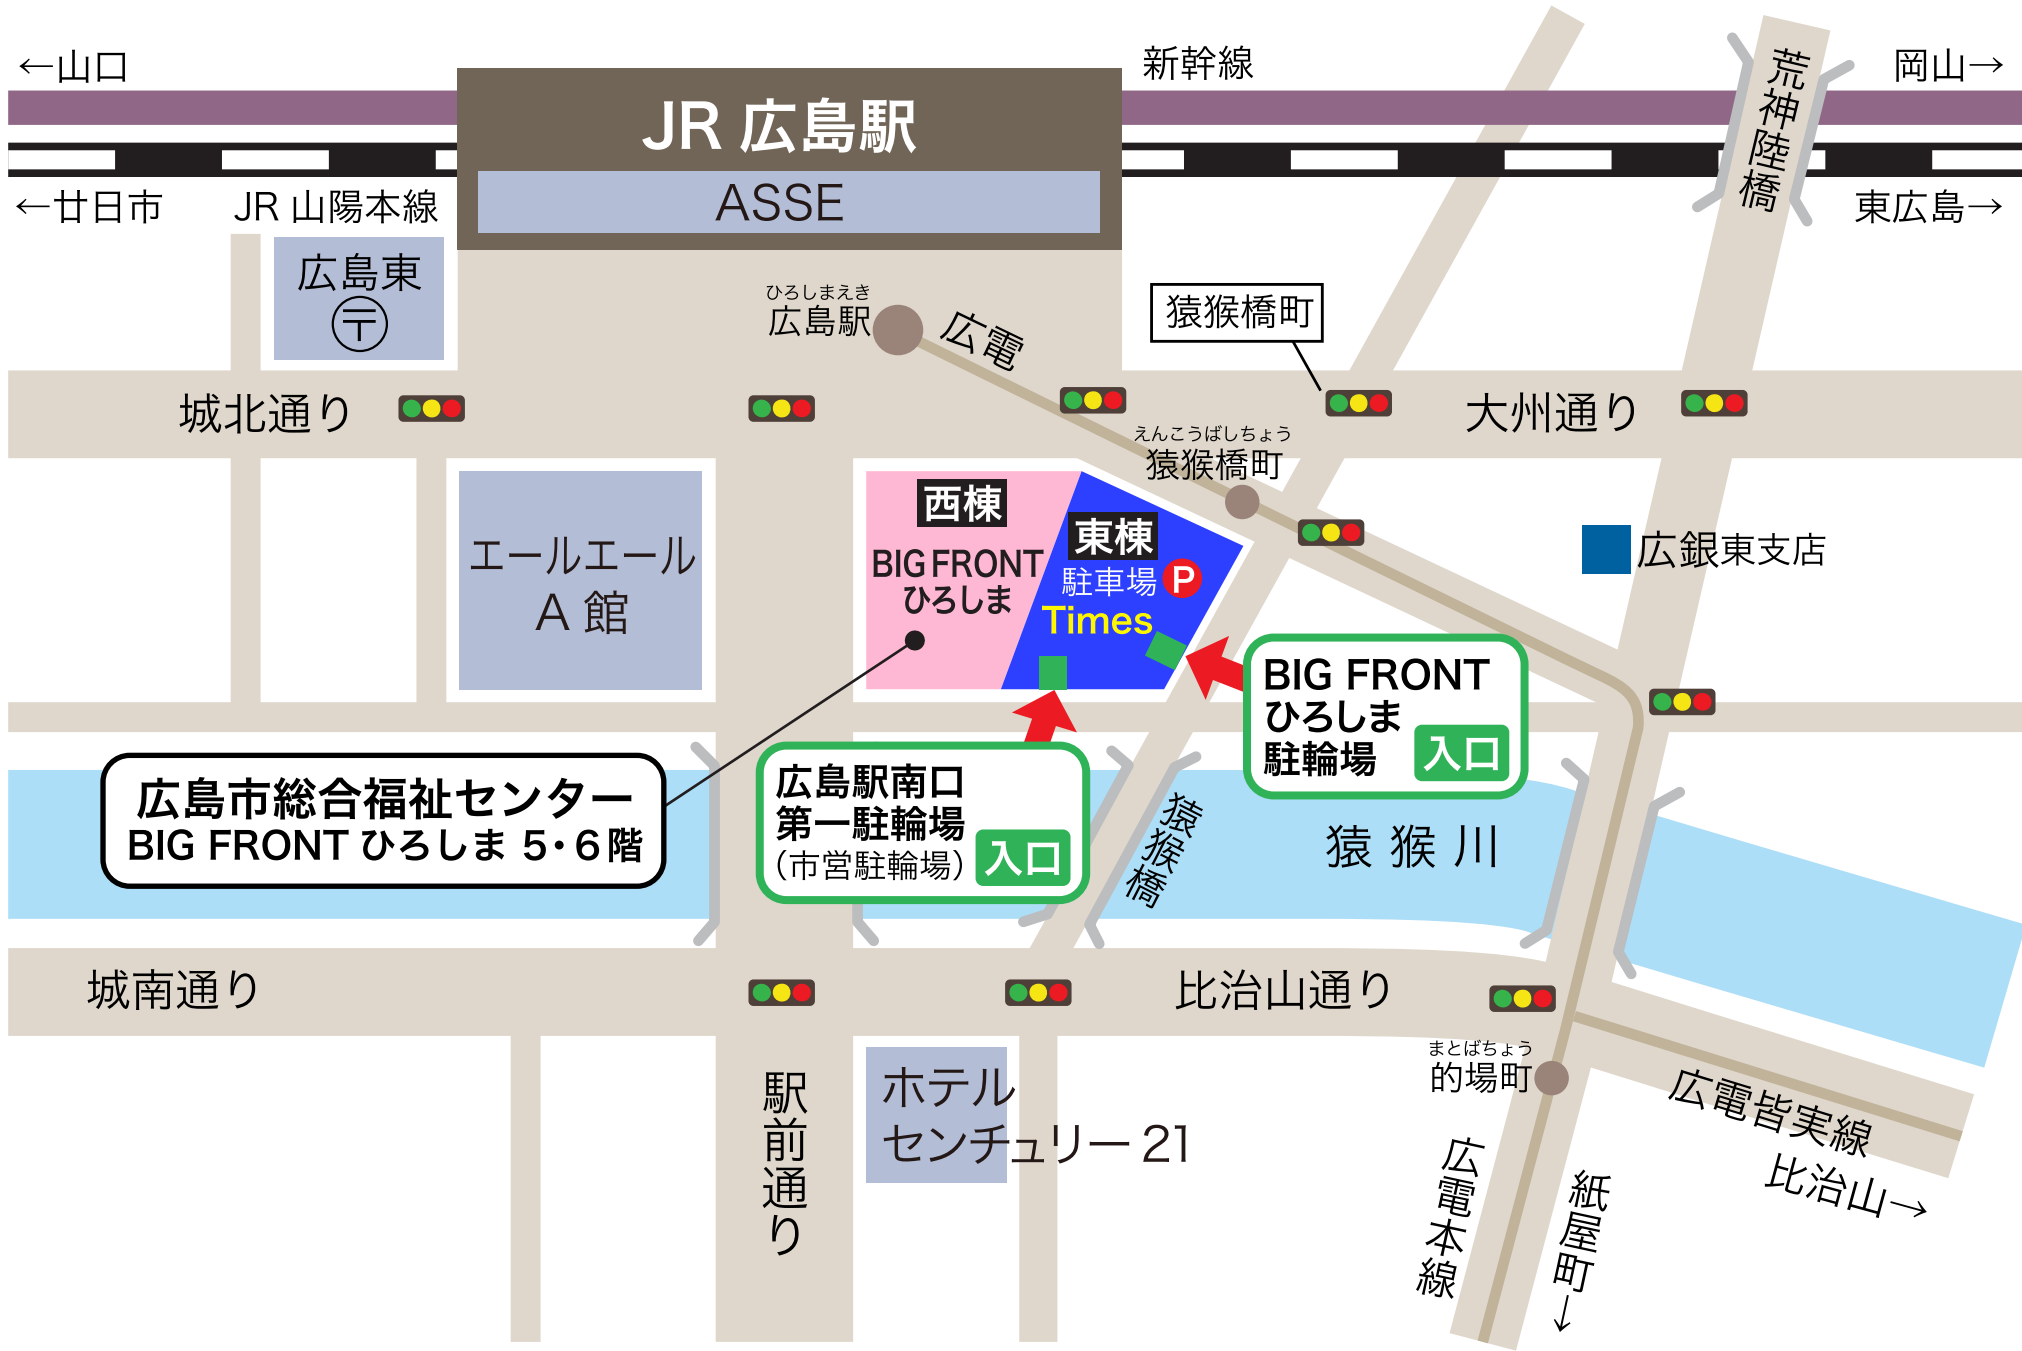 ←山口
新幹線
岡山→
JR 広島駅
ASSE
荒神陸橋
←廿日市
JR 山陽本線
東広島→
広島東
〒
ひろしまえき
広島駅
広電
猿猴橋町
城北通り
大州通り
えんこうばしちょう
猿猴橋町
西棟
東棟
BIG FRONT
ひろしま
駐車場 P
Times
エールエール
A 館
広銀東支店
BIG FRONT
ひろしま
駐輪場
入口
広島駅南口
第一駐輪場
（市営駐輪場）
入口
広島市総合福祉センター
BIG FRONT ひろしま 5・6階
猿猴橋
猿 猴 川
城南通り
比治山通り
まとばちょう
的場町
駅前通り
ホテル
センチュリー 21
広電皆実線
比治山→
広電本線
紙屋町→